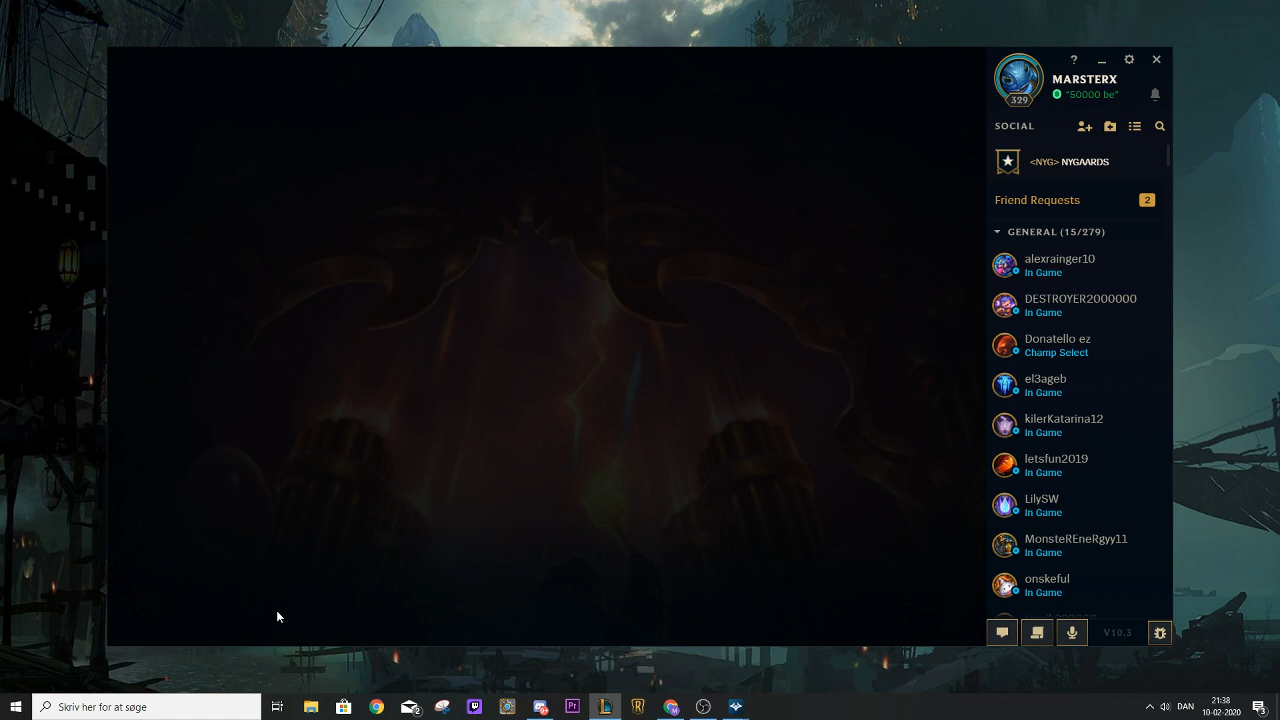 ?
MARSTERX
329
"50000 be"
SOCIAL
<NYG> NYGAARDS
Friend Requests
2
GENERAL (15/279)
alexrainger10
In Game
DESTROYER2000000
In Game
Donatello ez
Champ Select
el3ageb
In Game
kilerKatarina12
In Game
letsfun2019
In Game
LilySW
In Game
MonsteREneRgyy11
In Game
onskeful
In Game
V10.3
Skriv her for at søge
Pr
DAN
21:38
10-02-2020